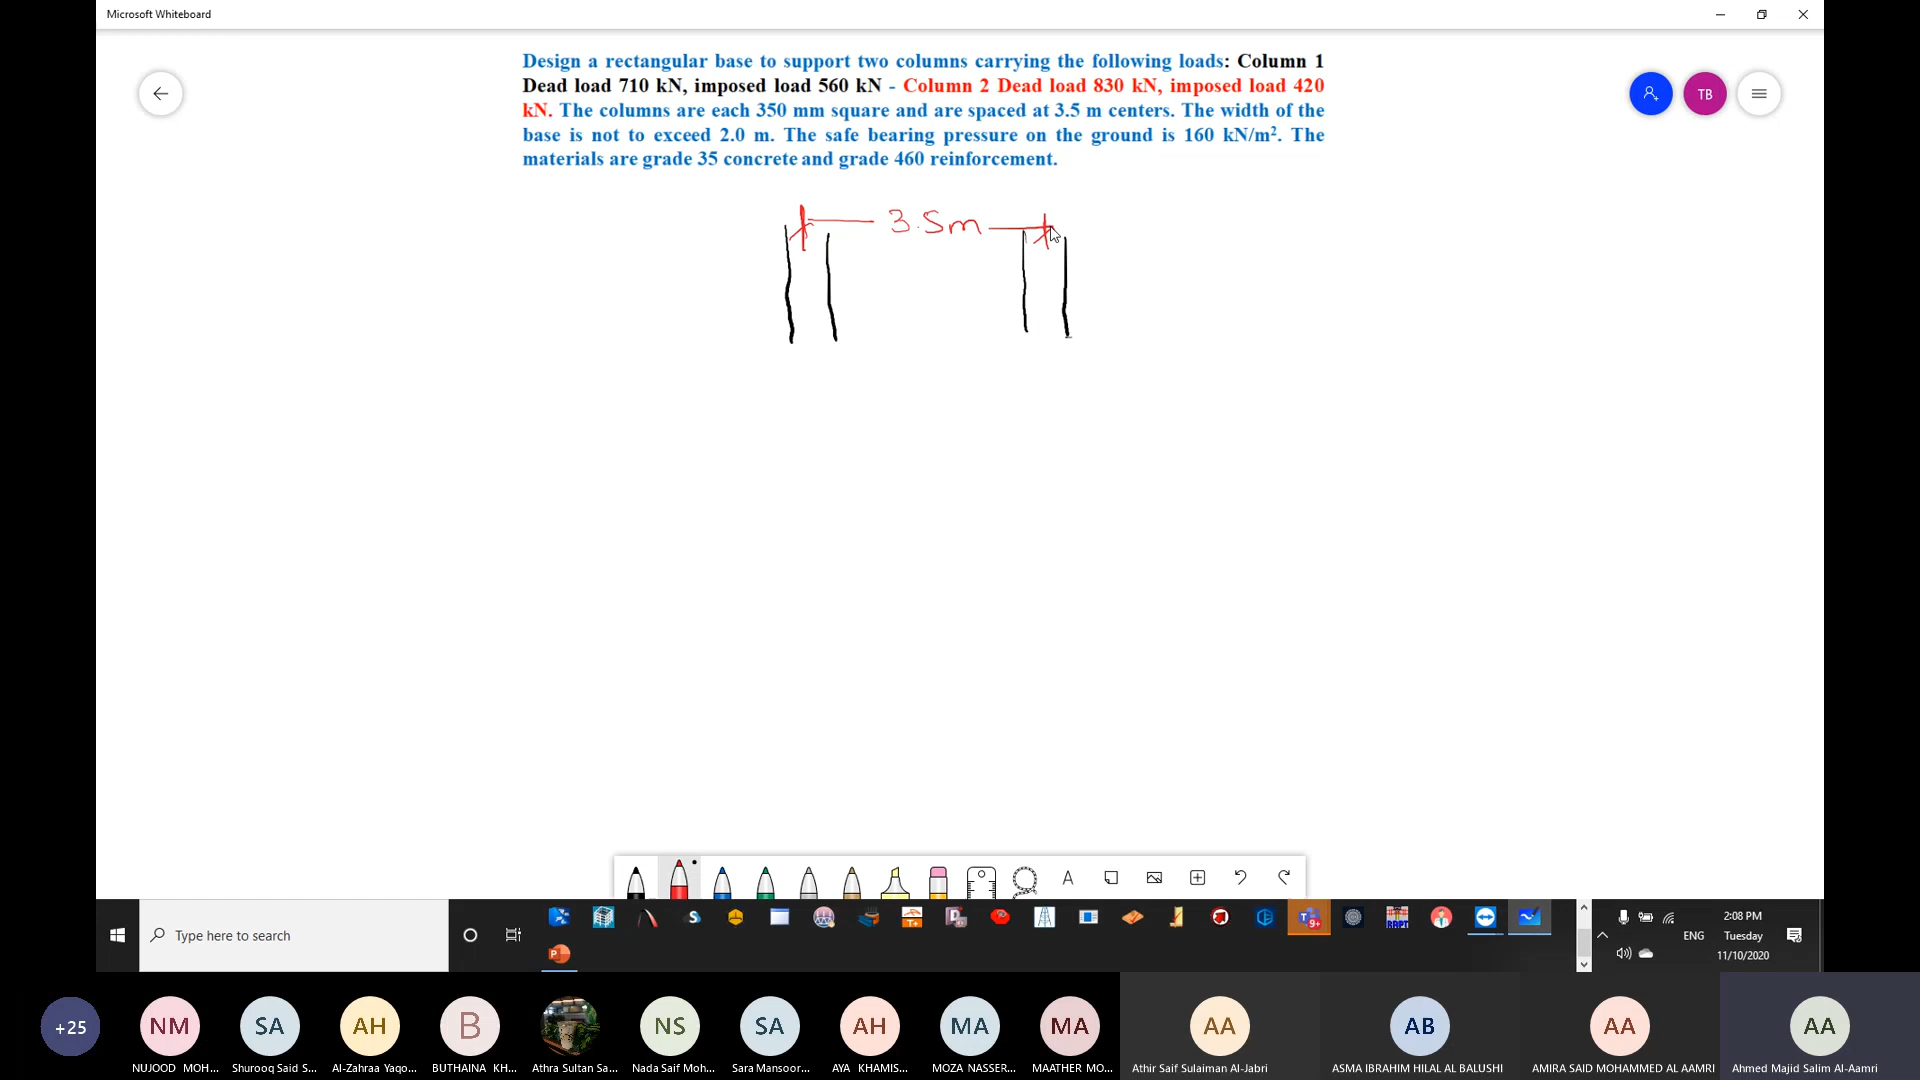 Microsoft Whiteboard
Design a rectangular base to support two columns carrying the following loads: Column 1
Dead load 710 kN, imposed load 560 kN - Column 2 Dead load 830 kN, imposed load 420
kN. The columns are each 350 mm square and are spaced at 3.5 m centers. The width of the
base is not to exceed 2.0 m. The safe bearing pressure on the ground is 160 kN/m². The
materials are grade 35 concrete and grade 460 reinforcement.
TB
3.5m
A
Type here to search
ENG
2:08 PM
Tuesday
11/10/2020
+25
NM
SA
AH
B
NS
SA
AH
MA
MA
AA
AB
AA
AA
NUJOOD MOH...
Shurooq Said S...
Al-Zahraa Yaqo...
BUTHAINA KH...
Athra Sultan Sa...
Nada Saif Moh...
Sara Mansoor...
AYA KHAMIS...
MOZA NASSER...
MAATHER MO...
Athir Saif Sulaiman Al-Jabri
ASMA IBRAHIM HILAL AL BALUSHI
AMIRA SAID MOHAMMED AL AAMRI
Ahmed Majid Salim Al-Aamri